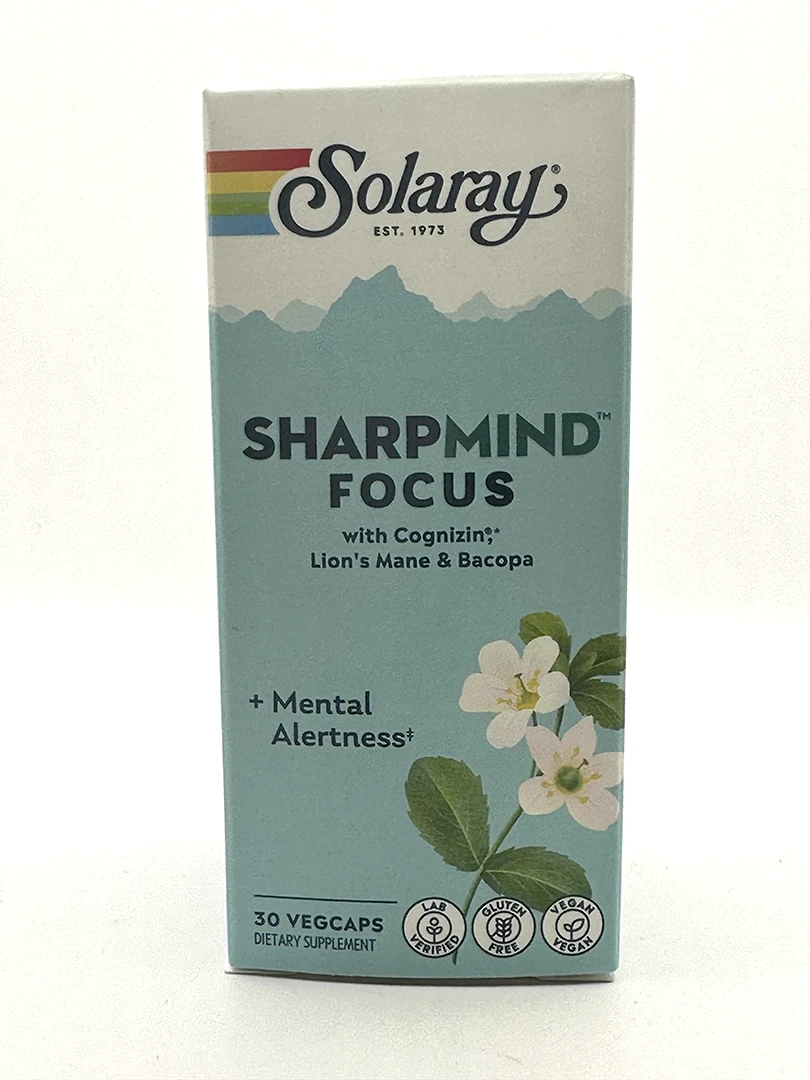 Solaray®
EST. 1973
SHARPMIND™
FOCUS
with Cognizin®,*
Lion's Mane & Bacopa
+ Mental
Alertness‡
30 VEGCAPS
DIETARY SUPPLEMENT
LAB
VERIFIED
GLUTEN
FREE
VEGAN
VEGAN